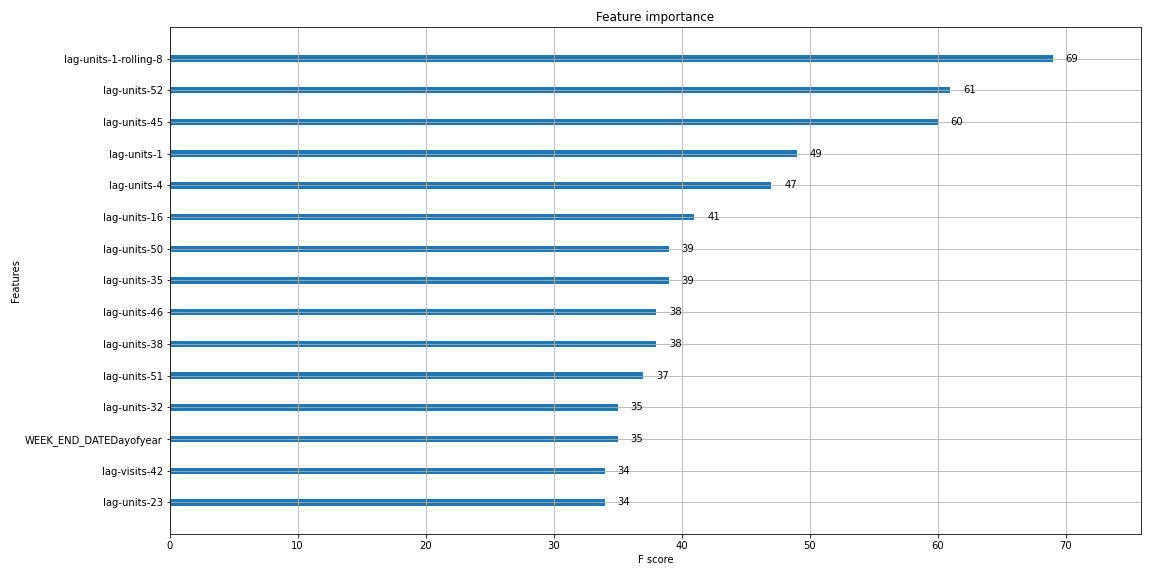 Feature importance
Features
lag-units-1-rolling-8 69
lag-units-52 61
lag-units-45 60
lag-units-1 49
lag-units-4 47
lag-units-16 41
lag-units-50 39
lag-units-35 39
lag-units-46 38
lag-units-38 38
lag-units-51 37
lag-units-32 35
WEEK_END_DATEDayofyear 35
lag-visits-42 34
lag-units-23 34
0 10 20 30 40 50 60 70
F score